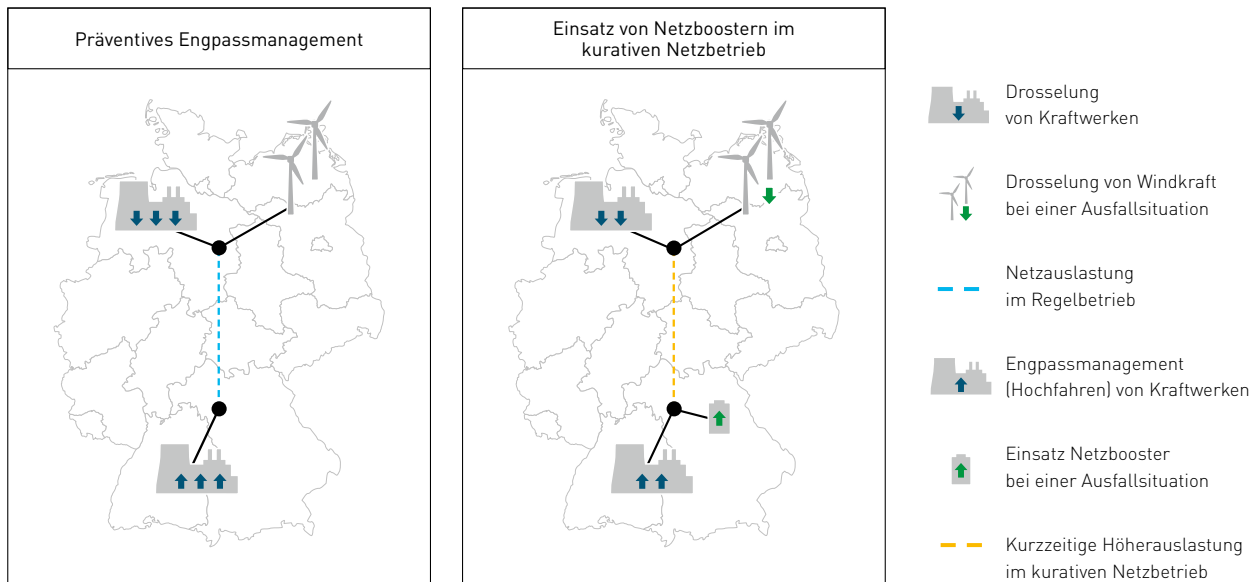 Präventives Engpassmanagement
Einsatz von Netzboostern im
kurativen Netzbetrieb
Drosselung
von Kraftwerken
Drosselung von Windkraft
bei einer Ausfallsituation
Netzauslastung
im Regelbetrieb
Engpassmanagement
(Hochfahren) von Kraftwerken
Einsatz Netzbooster
bei einer Ausfallsituation
Kurzzeitige Höherauslastung
im kurativen Netzbetrieb